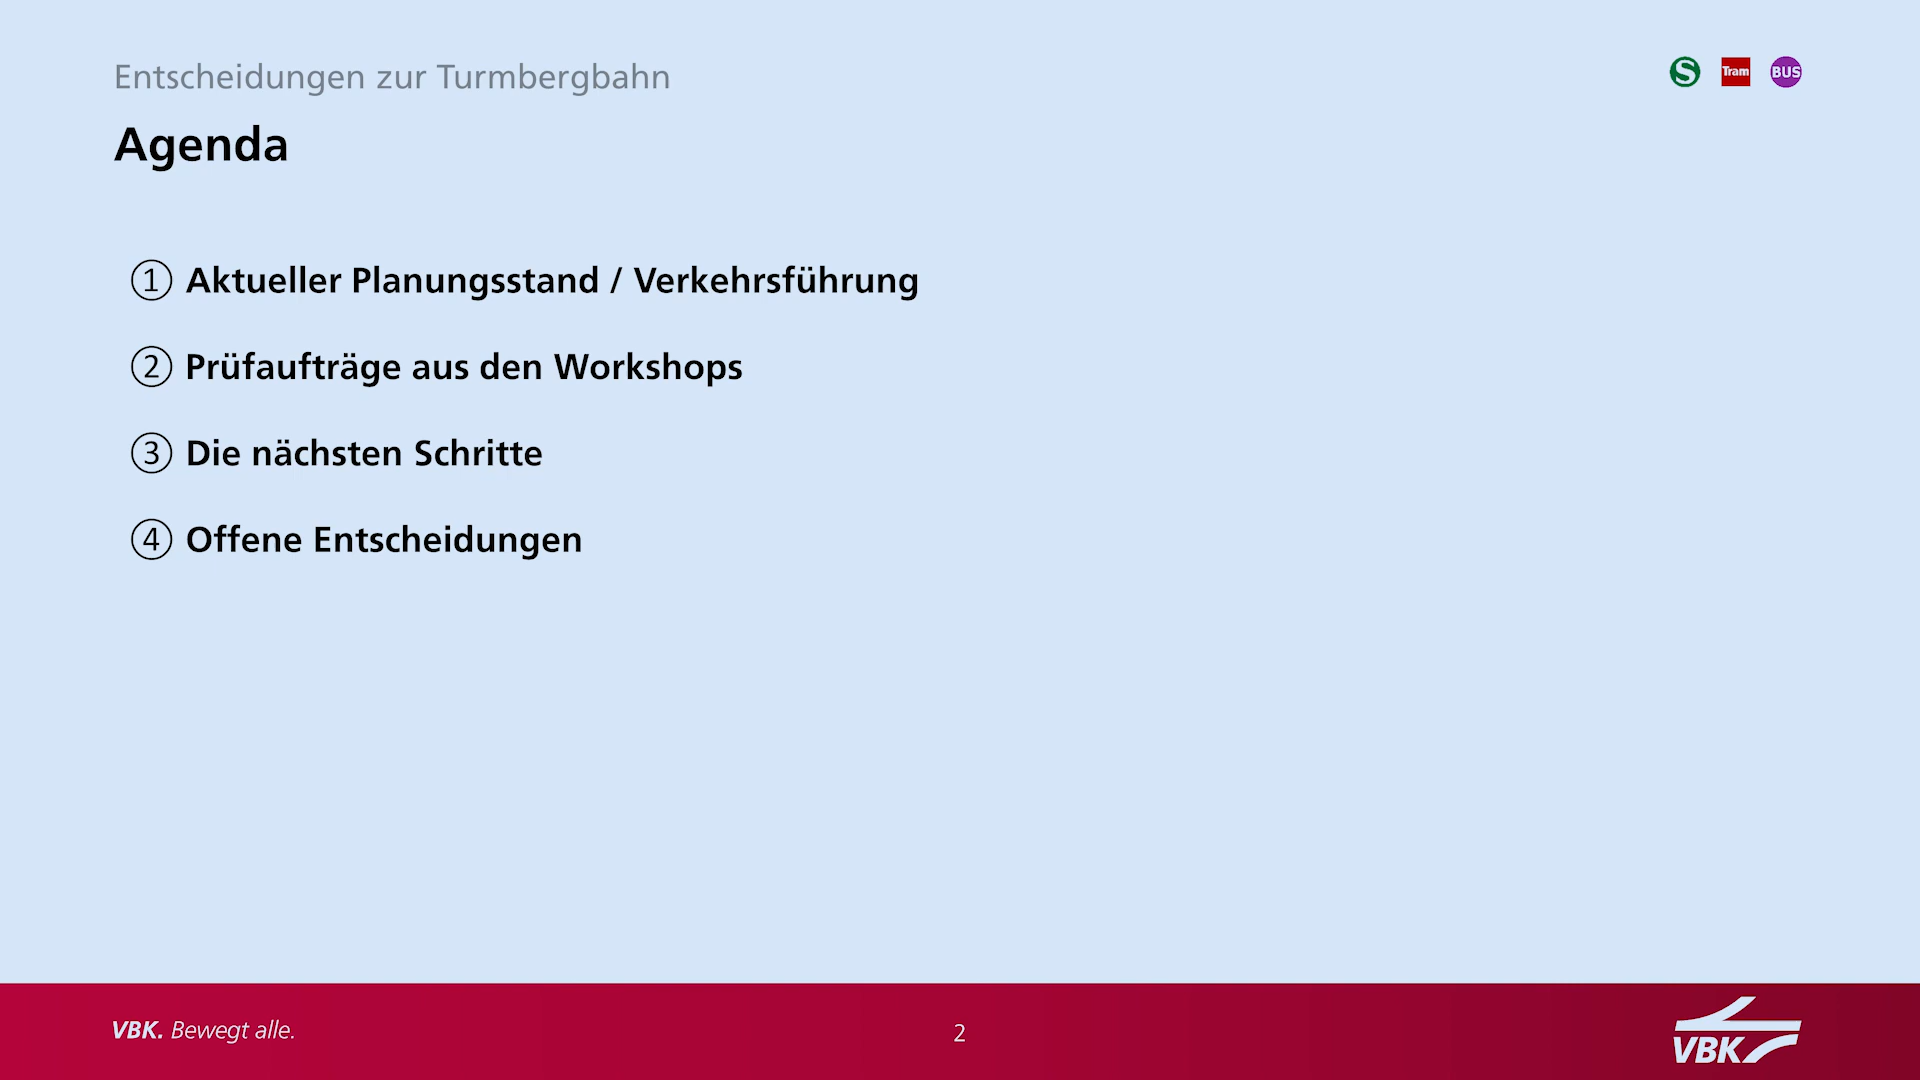 Entscheidungen zur Turmbergbahn
S Tram BUS
Agenda
① Aktueller Planungsstand / Verkehrsführung
② Prüfaufträge aus den Workshops
③ Die nächsten Schritte
④ Offene Entscheidungen
VBK. Bewegt alle.
2
VBK